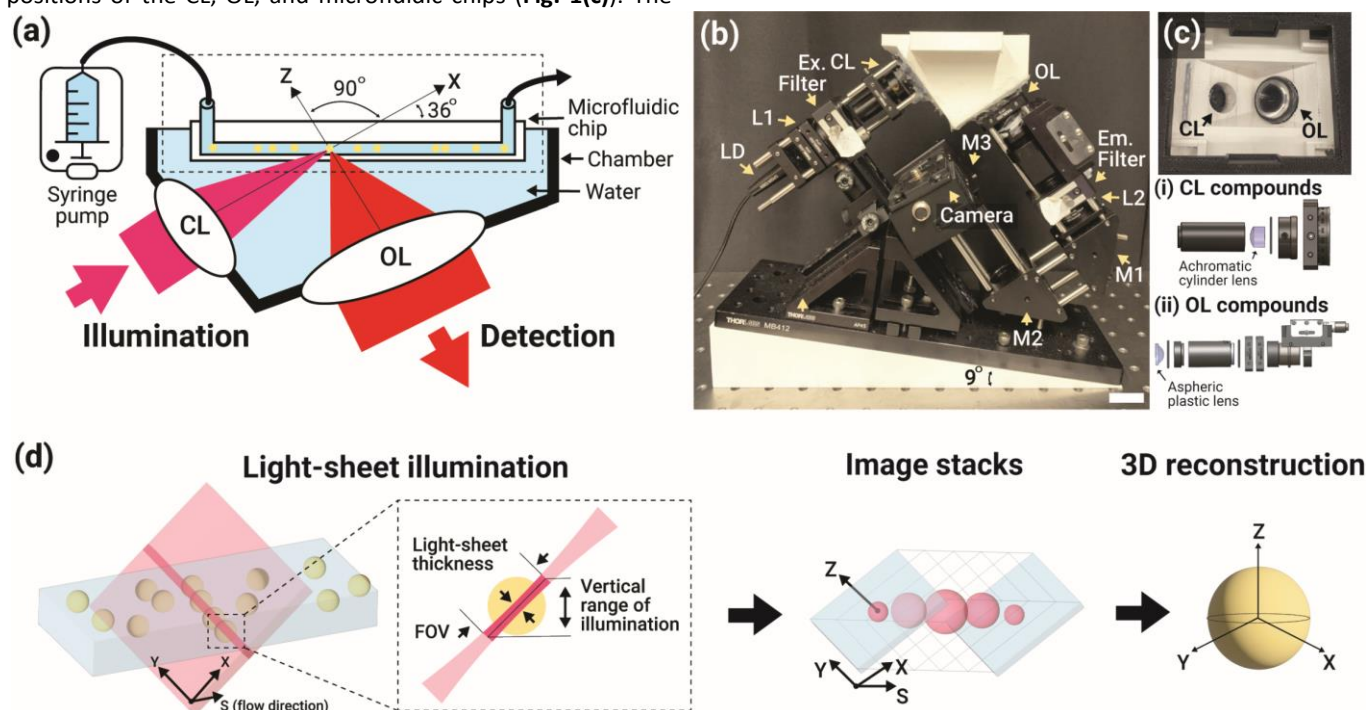 positions of the CL, OL, and microfluidic chips (Fig. 1(c)). The
(a)
Z
90°
X
36°
Microfluidic
chip
Chamber
Water
Syringe
pump
CL
OL
Illumination
Detection
(b)
Ex. CL
Filter
OL
L1
LD
M3
Em.
Filter
L2
Camera
M1
M2
THORLABS
MB412
THORLABS
9°
(c)
CL
OL
(i) CL compounds
Achromatic
cylinder lens
(ii) OL compounds
Aspheric
plastic lens
(d)
Light-sheet illumination
Image stacks
3D reconstruction
Light-sheet
thickness
FOV
Vertical
range of
illumination
Y
X
S (flow direction)
Z
Y
X
S
Z
Y
X